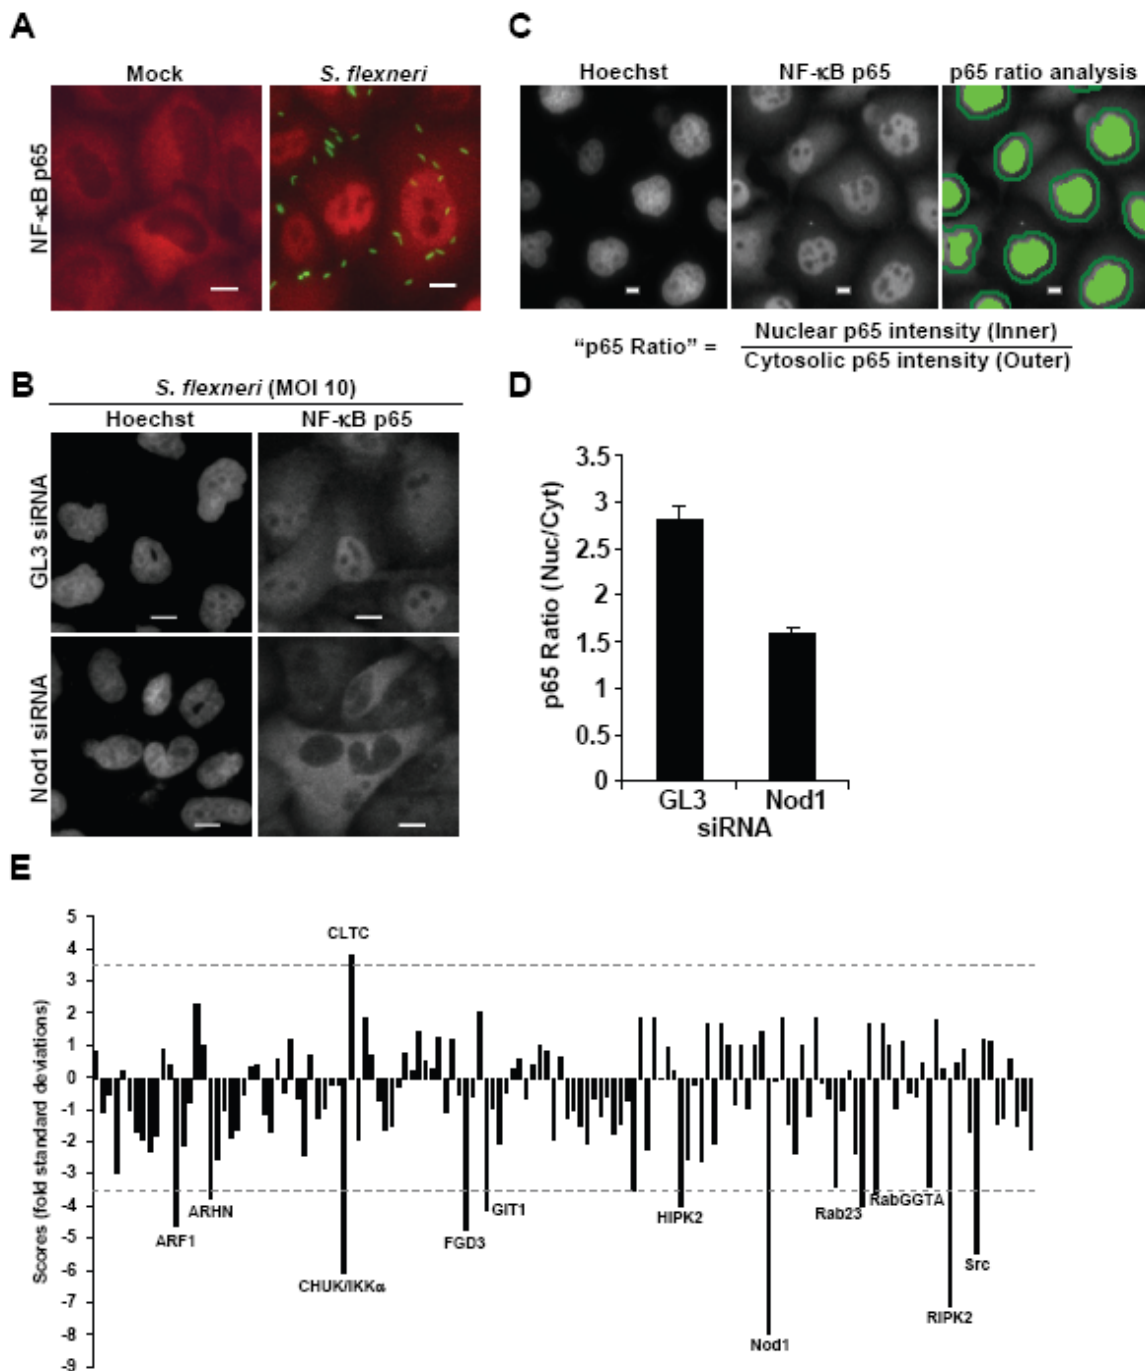 A
Mock
S. flexneri
NF-κB p65
C
Hoechst
NF-κB p65
p65 ratio analysis
“p65 Ratio” =
Nuclear p65 intensity (Inner)
Cytosolic p65 intensity (Outer)
B
S. flexneri (MOI 10)
Hoechst
NF-κB p65
GL3 siRNA
Nod1 siRNA
D
p65 Ratio (Nuc/Cyt)
3.5
3
2.5
2
1.5
1
0.5
0
GL3
Nod1
siRNA
E
Scores (fold standard deviations)
5
4
3
2
1
0
-1
-2
-3
-4
-5
-6
-7
-8
-9
CLTC
ARF1
ARHN
CHUK/IKKα
FGD3
GIT1
HIPK2
Nod1
Rab23
RabGGTA
RIPK2
Src